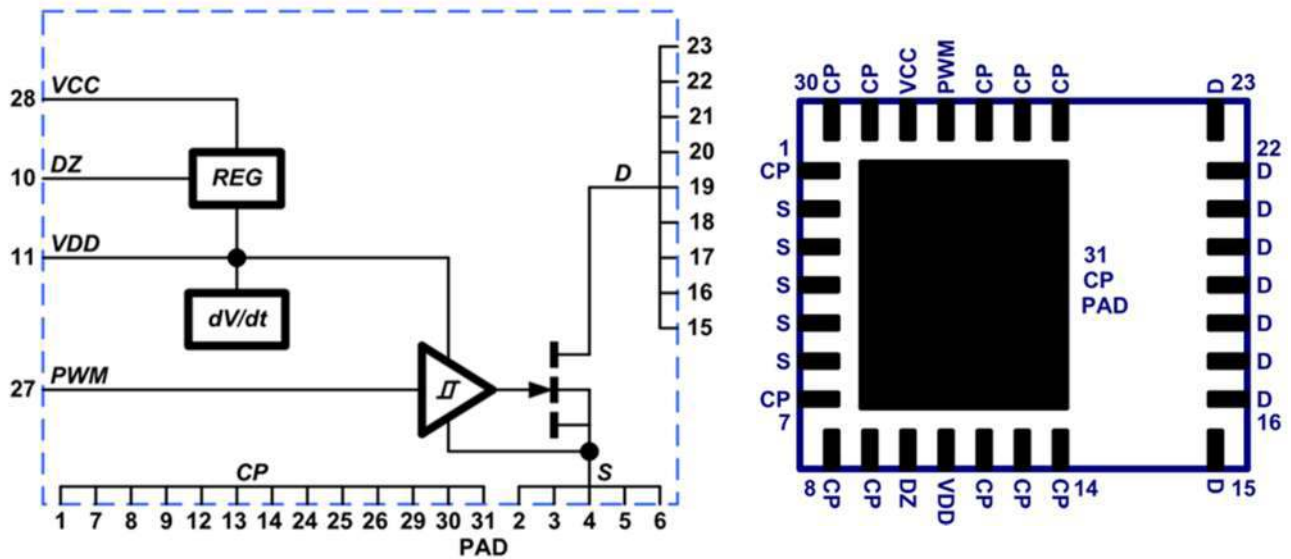 28 VCC
REG
10 DZ
11 VDD
dV/dt
27 PWM
D
23
22
21
20
19
18
17
16
15
CP
S
1 7 8 9 12 13 14 24 25 26 29 30 31 2 3 4 5 6
PAD
30 CP CP VCC PWM CP CP CP D 23
1
CP
S
S
S
S
S
CP
7
31
CP
PAD
22
D
D
D
D
D
D
D
16
8 CP CP DZ VDD CP CP CP 14 D 15